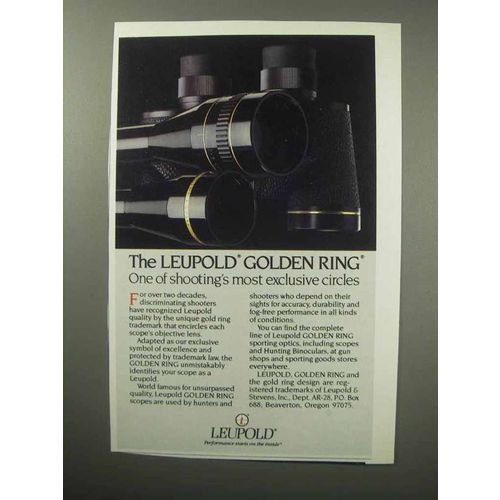 The LEUPOLD® GOLDEN RING®
One of shooting's most exclusive circles
For over two decades,
discriminating shooters
have recognized Leupold
quality by the unique gold ring
trademark that encircles each
scope's objective lens.
Adapted as our exclusive
symbol of excellence and
protected by trademark law, the
GOLDEN RING unmistakably
identifies your scope as a
Leupold.
World famous for unsurpassed
quality, Leupold GOLDEN RING
scopes are used by hunters and
shooters who depend on their
sights for accuracy, durability and
fog-free performance in all kinds
of conditions.
You can find the complete
line of Leupold GOLDEN RING
sporting optics, including scopes
and Hunting Binoculars, at gun
shops and sporting goods stores
everywhere.
LEUPOLD, GOLDEN RING and
the gold ring design are reg-
istered trademarks of Leupold &
Stevens, Inc., Dept. AR-28, P.O. Box
688, Beaverton, Oregon 97075.
LEUPOLD®
Performance starts on the inside™